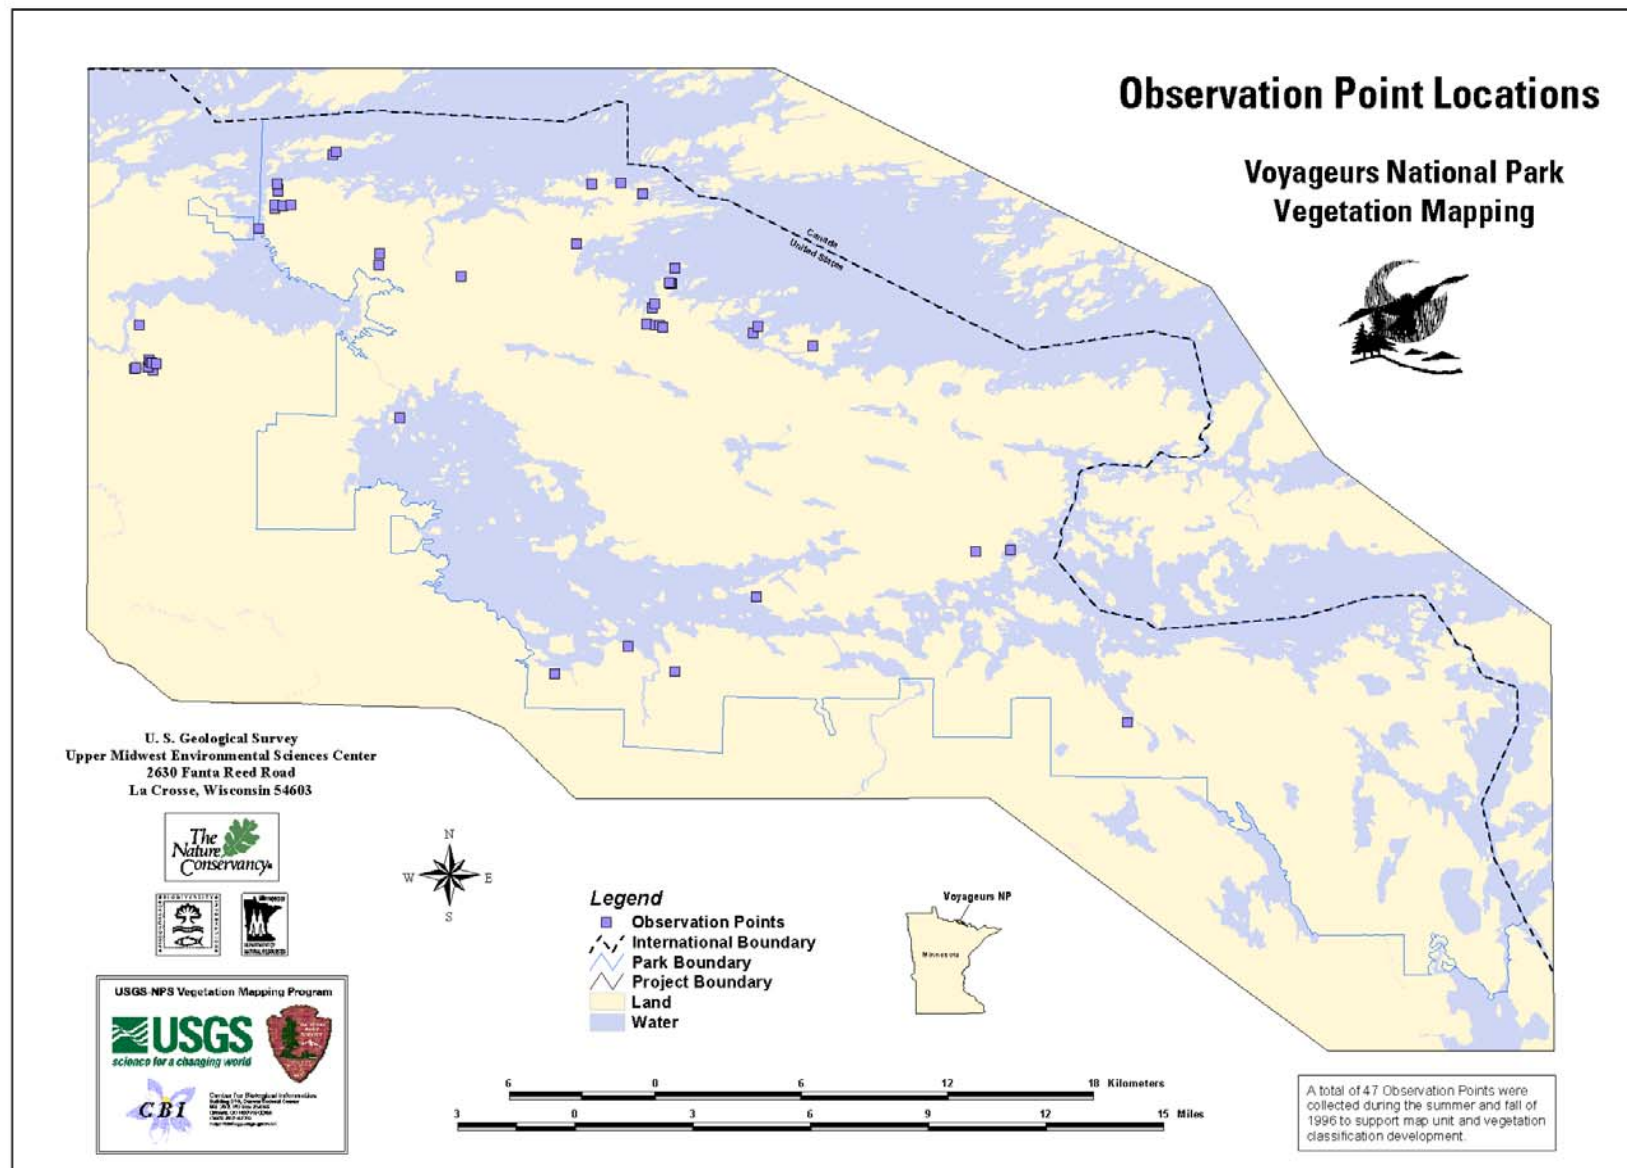 Observation Point Locations
Voyageurs National Park
Vegetation Mapping
Canada
United States
U. S. Geological Survey
Upper Midwest Environmental Sciences Center
2630 Fanta Reed Road
La Crosse, Wisconsin 54603
The
Nature
Conservancy
N
W E
S
Legend
Observation Points
International Boundary
Park Boundary
Project Boundary
Land
Water
Voyageurs NP
Minnesota
USGS-NPS Vegetation Mapping Program
USGS
science for a changing world
CBI
Center for Biological Informatics
6 0 6 12 18 Kilometers
3 0 3 6 9 12 15 Miles
A total of 47 Observation Points were
collected during the summer and fall of
1996 to support map unit and vegetation
classification development.